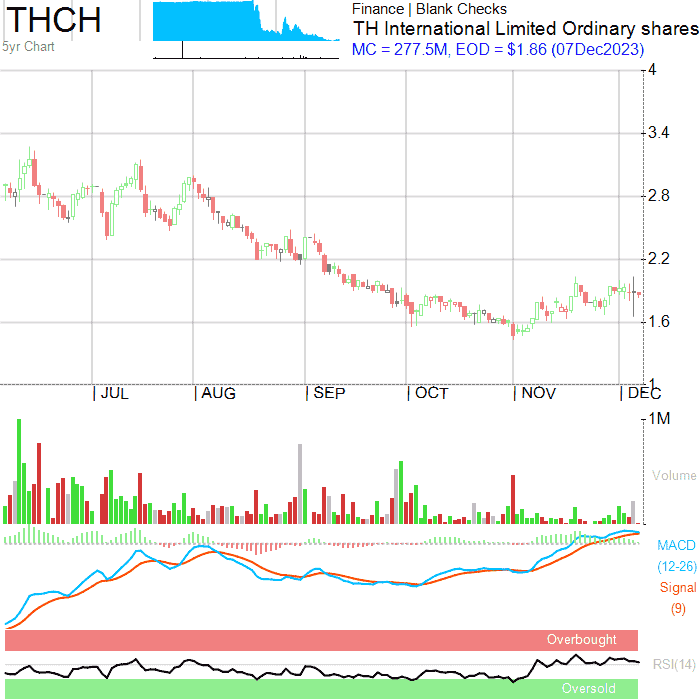 THCH
5yr Chart
Finance | Blank Checks
TH International Limited Ordinary shares
MC = 277.5M, EOD = $1.86 (07Dec2023)
4
3.4
2.8
2.2
1.6
1
| JUL | AUG | SEP | OCT | NOV | DEC
1M
Volume
MACD
(12-26)
Signal
(9)
Overbought
RSI(14)
Oversold